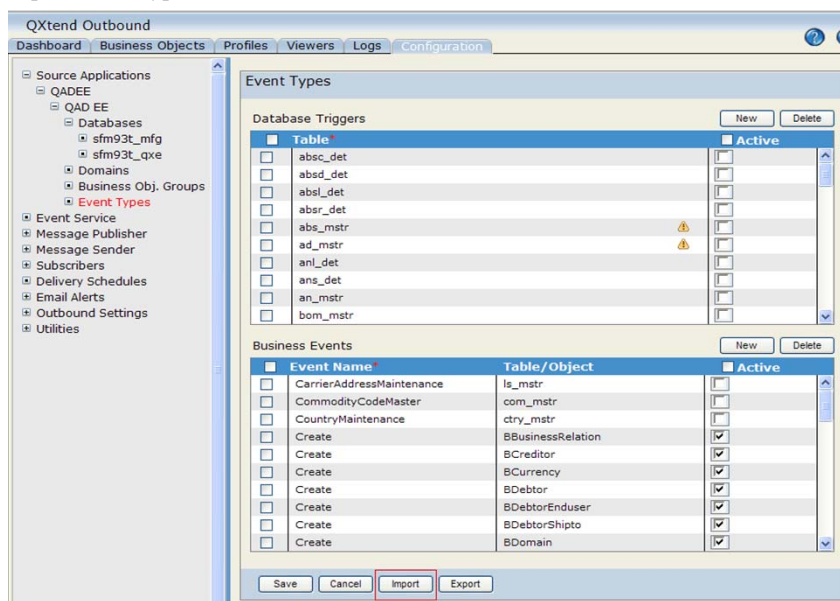 QXtend Outbound
Dashboard Business Objects Profiles Viewers Logs Configuration
Source Applications
QADEE
QAD EE
Databases
sfm93t_mfg
sfm93t_qxe
Domains
Business Obj. Groups
Event Types
Event Service
Message Publisher
Message Sender
Subscribers
Delivery Schedules
Email Alerts
Outbound Settings
Utilities
Event Types
Database Triggers New Delete
Table* Active
absc_det
absd_det
absl_det
absr_det
abs_mstr
ad_mstr
anl_det
ans_det
an_mstr
bom_mstr
Business Events New Delete
Event Name* Table/Object Active
CarrierAddressMaintenance ls_mstr
CommodityCodeMaster com_mstr
CountryMaintenance ctry_mstr
Create BBusinessRelation
Create BCreditor
Create BCurrency
Create BDebtor
Create BDebtorEnduser
Create BDebtorShipto
Create BDomain
Save Cancel Import Export